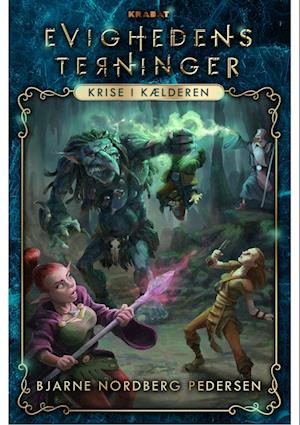 KRABAT
EVIGHEDENS
TERNINGER
KRISE I KÆLDEREN
BJARNE NORDBERG PEDERSEN